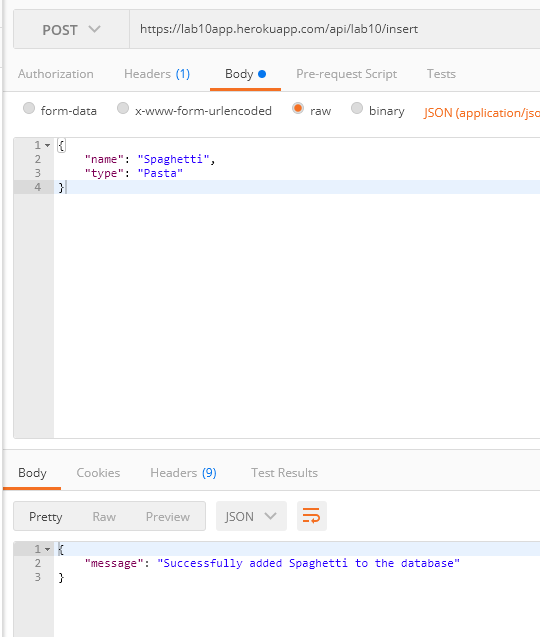 POST https://lab10app.herokuapp.com/api/lab10/insert
Authorization Headers (1) Body Pre-request Script Tests
form-data x-www-form-urlencoded raw binary JSON (application/jso
1 {
2 "name": "Spaghetti",
3 "type": "Pasta"
4 }
Body Cookies Headers (9) Test Results
Pretty Raw Preview JSON
1 {
2 "message": "Successfully added Spaghetti to the database"
3 }